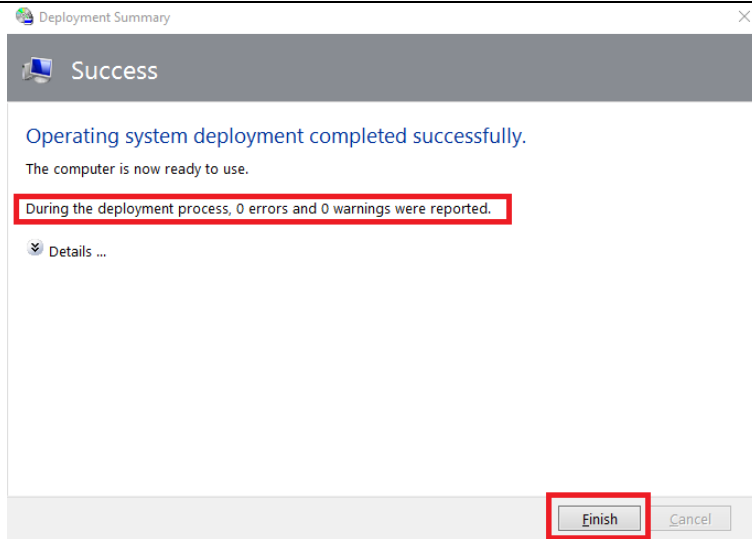 Deployment Summary
Success
Operating system deployment completed successfully.
The computer is now ready to use.
During the deployment process, 0 errors and 0 warnings were reported.
Details ...
Finish
Cancel